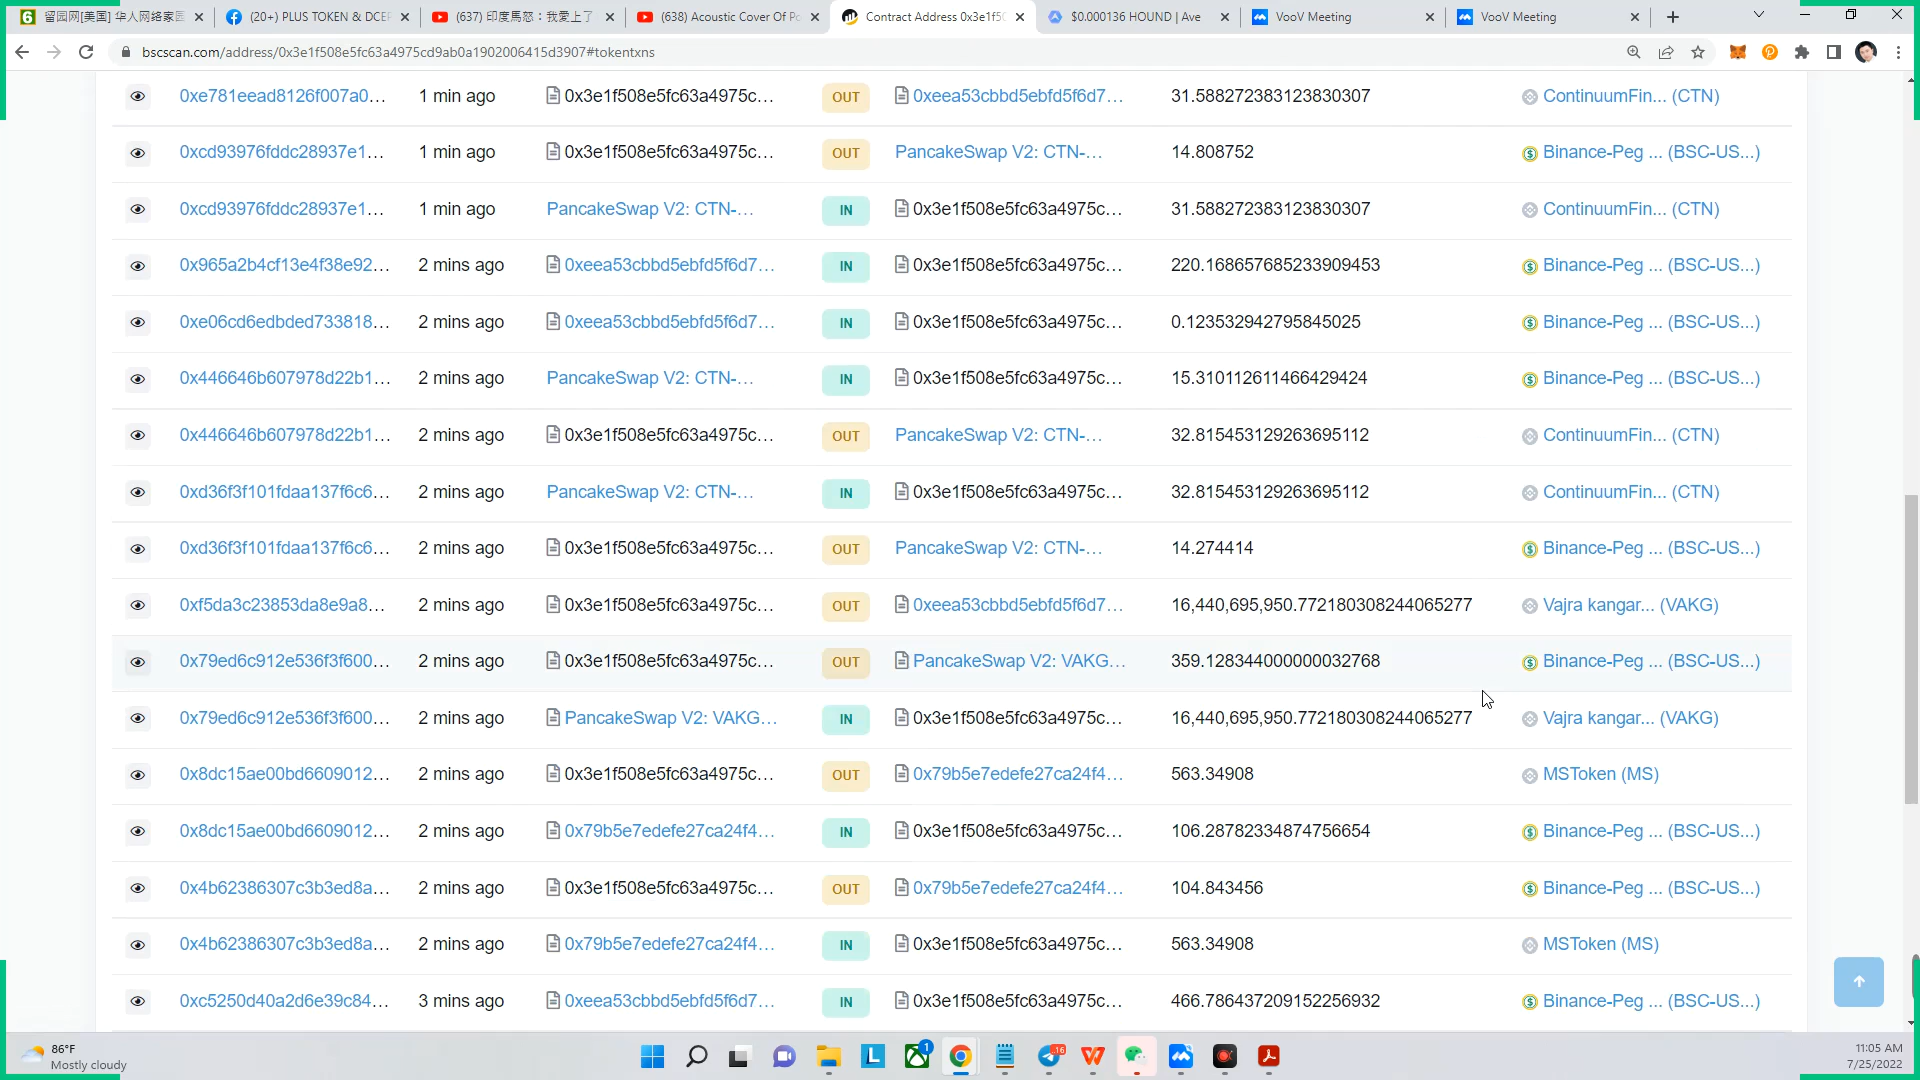 留园网[美国] 华人网络家园
(20+) PLUS TOKEN & DCEP
(637) 印度馬怒：我愛上了
(638) Acoustic Cover Of Po
Contract Address 0x3e1f50
$0.000136 HOUND | Ave
VooV Meeting
VooV Meeting
bscscan.com/address/0x3e1f508e5fc63a4975cd9ab0a1902006415d3907#tokentxns
0xe781eead8126f007a0... 1 min ago 0x3e1f508e5fc63a4975c... OUT 0xeea53cbbd5ebfd5f6d7... 31.588272383123830307 ContinuumFin... (CTN)
0xcd93976fddc28937e1... 1 min ago 0x3e1f508e5fc63a4975c... OUT PancakeSwap V2: CTN-... 14.808752 Binance-Peg ... (BSC-US...)
0xcd93976fddc28937e1... 1 min ago PancakeSwap V2: CTN-... IN 0x3e1f508e5fc63a4975c... 31.588272383123830307 ContinuumFin... (CTN)
0x965a2b4cf13e4f38e92... 2 mins ago 0xeea53cbbd5ebfd5f6d7... IN 0x3e1f508e5fc63a4975c... 220.168657685233909453 Binance-Peg ... (BSC-US...)
0xe06cd6edbded733818... 2 mins ago 0xeea53cbbd5ebfd5f6d7... IN 0x3e1f508e5fc63a4975c... 0.123532942795845025 Binance-Peg ... (BSC-US...)
0x446646b607978d22b1... 2 mins ago PancakeSwap V2: CTN-... IN 0x3e1f508e5fc63a4975c... 15.310112611466429424 Binance-Peg ... (BSC-US...)
0x446646b607978d22b1... 2 mins ago 0x3e1f508e5fc63a4975c... OUT PancakeSwap V2: CTN-... 32.815453129263695112 ContinuumFin... (CTN)
0xd36f3f101fdaa137f6c6... 2 mins ago PancakeSwap V2: CTN-... IN 0x3e1f508e5fc63a4975c... 32.815453129263695112 ContinuumFin... (CTN)
0xd36f3f101fdaa137f6c6... 2 mins ago 0x3e1f508e5fc63a4975c... OUT PancakeSwap V2: CTN-... 14.274414 Binance-Peg ... (BSC-US...)
0xf5da3c23853da8e9a8... 2 mins ago 0x3e1f508e5fc63a4975c... OUT 0xeea53cbbd5ebfd5f6d7... 16,440,695,950.772180308244065277 Vajra kangar... (VAKG)
0x79ed6c912e536f3f600... 2 mins ago 0x3e1f508e5fc63a4975c... OUT PancakeSwap V2: VAKG... 359.128344000000032768 Binance-Peg ... (BSC-US...)
0x79ed6c912e536f3f600... 2 mins ago PancakeSwap V2: VAKG... IN 0x3e1f508e5fc63a4975c... 16,440,695,950.772180308244065277 Vajra kangar... (VAKG)
0x8dc15ae00bd6609012... 2 mins ago 0x3e1f508e5fc63a4975c... OUT 0x79b5e7edefe27ca24f4... 563.34908 MSToken (MS)
0x8dc15ae00bd6609012... 2 mins ago 0x79b5e7edefe27ca24f4... IN 0x3e1f508e5fc63a4975c... 106.28782334874756654 Binance-Peg ... (BSC-US...)
0x4b62386307c3b3ed8a... 2 mins ago 0x3e1f508e5fc63a4975c... OUT 0x79b5e7edefe27ca24f4... 104.843456 Binance-Peg ... (BSC-US...)
0x4b62386307c3b3ed8a... 2 mins ago 0x79b5e7edefe27ca24f4... IN 0x3e1f508e5fc63a4975c... 563.34908 MSToken (MS)
0xc5250d40a2d6e39c84... 3 mins ago 0xeea53cbbd5ebfd5f6d7... IN 0x3e1f508e5fc63a4975c... 466.786437209152256932 Binance-Peg ... (BSC-US...)
86°F
Mostly cloudy
1
16
11:05 AM
7/25/2022